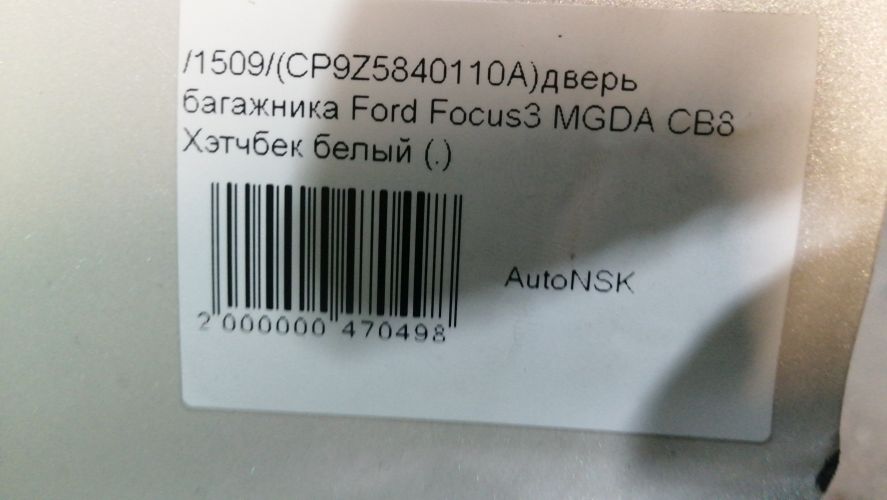 /1509/(CP9Z5840110A)дверь
багажника Ford Focus3 MGDA CB8
Хэтчбек белый (.)
AutoNSK
2 000000 470498